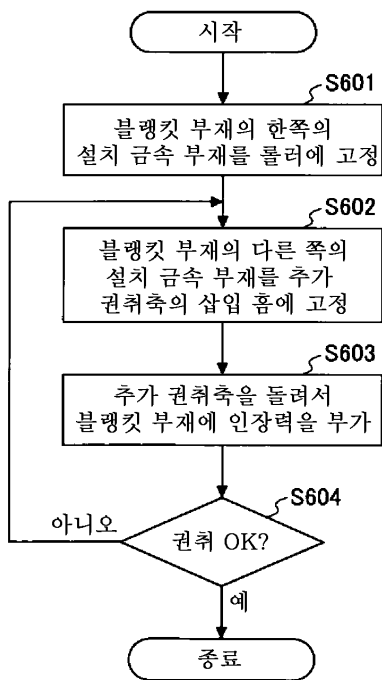 시작
S601
블랭킷 부재의 한쪽의
설치 금속 부재를 롤러에 고정
S602
블랭킷 부재의 다른 쪽의
설치 금속 부재를 추가
권취축의 삽입 홈에 고정
S603
추가 권취축을 돌려서
블랭킷 부재에 인장력을 부가
S604
아니오
권취 OK?
예
종료